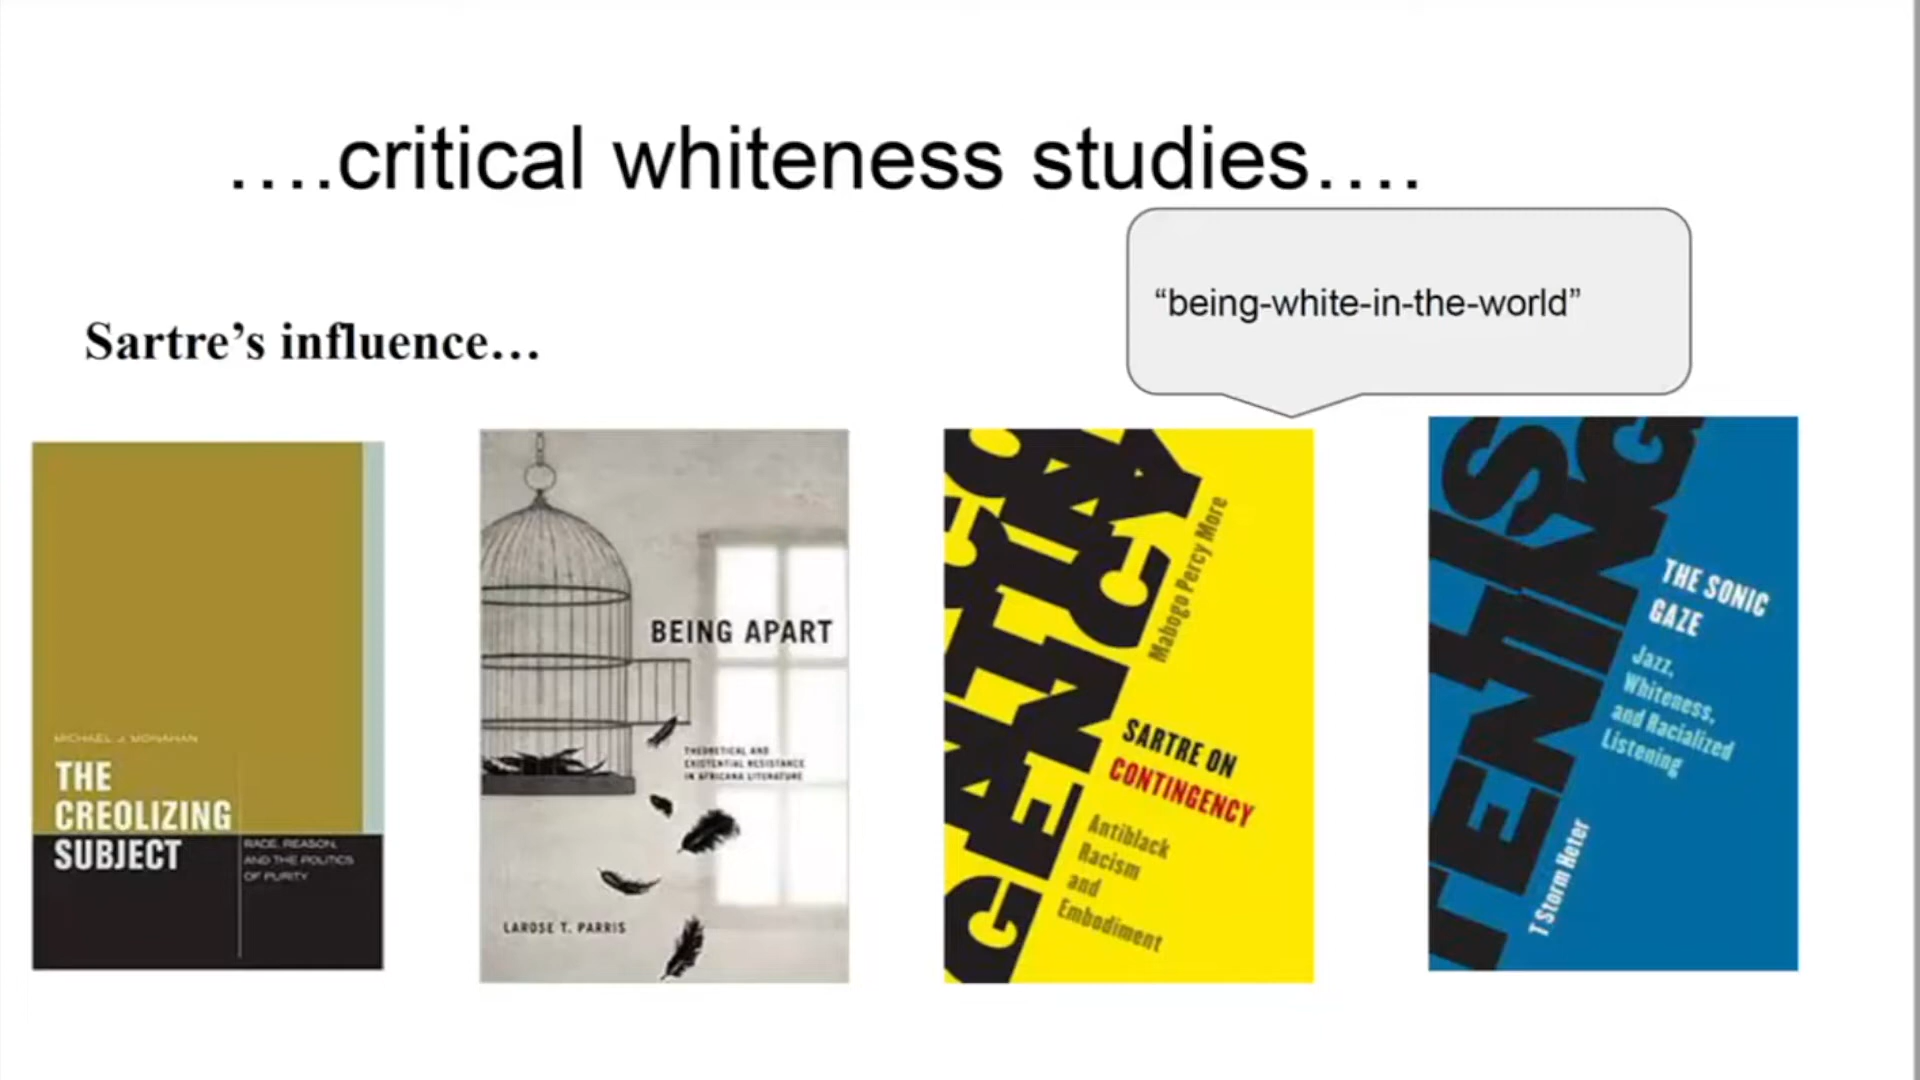 ….critical whiteness studies….
“being-white-in-the-world”
Sartre’s influence…
MICHAEL J. MONAHAN
THE
CREOLIZING
SUBJECT
RACE, REASON,
AND THE POLITICS
OF PURITY
BEING APART
THEORETICAL AND
EXISTENTIAL RESISTANCE
IN AFRICANA LITERATURE
LAROSE T. PARRIS
Mabogo Percy More
SARTRE ON
CONTINGENCY
Antiblack
Racism
and
Embodiment
THE SONIC
GAZE
Jazz,
Whiteness,
and Racialized
Listening
T Storm Heter